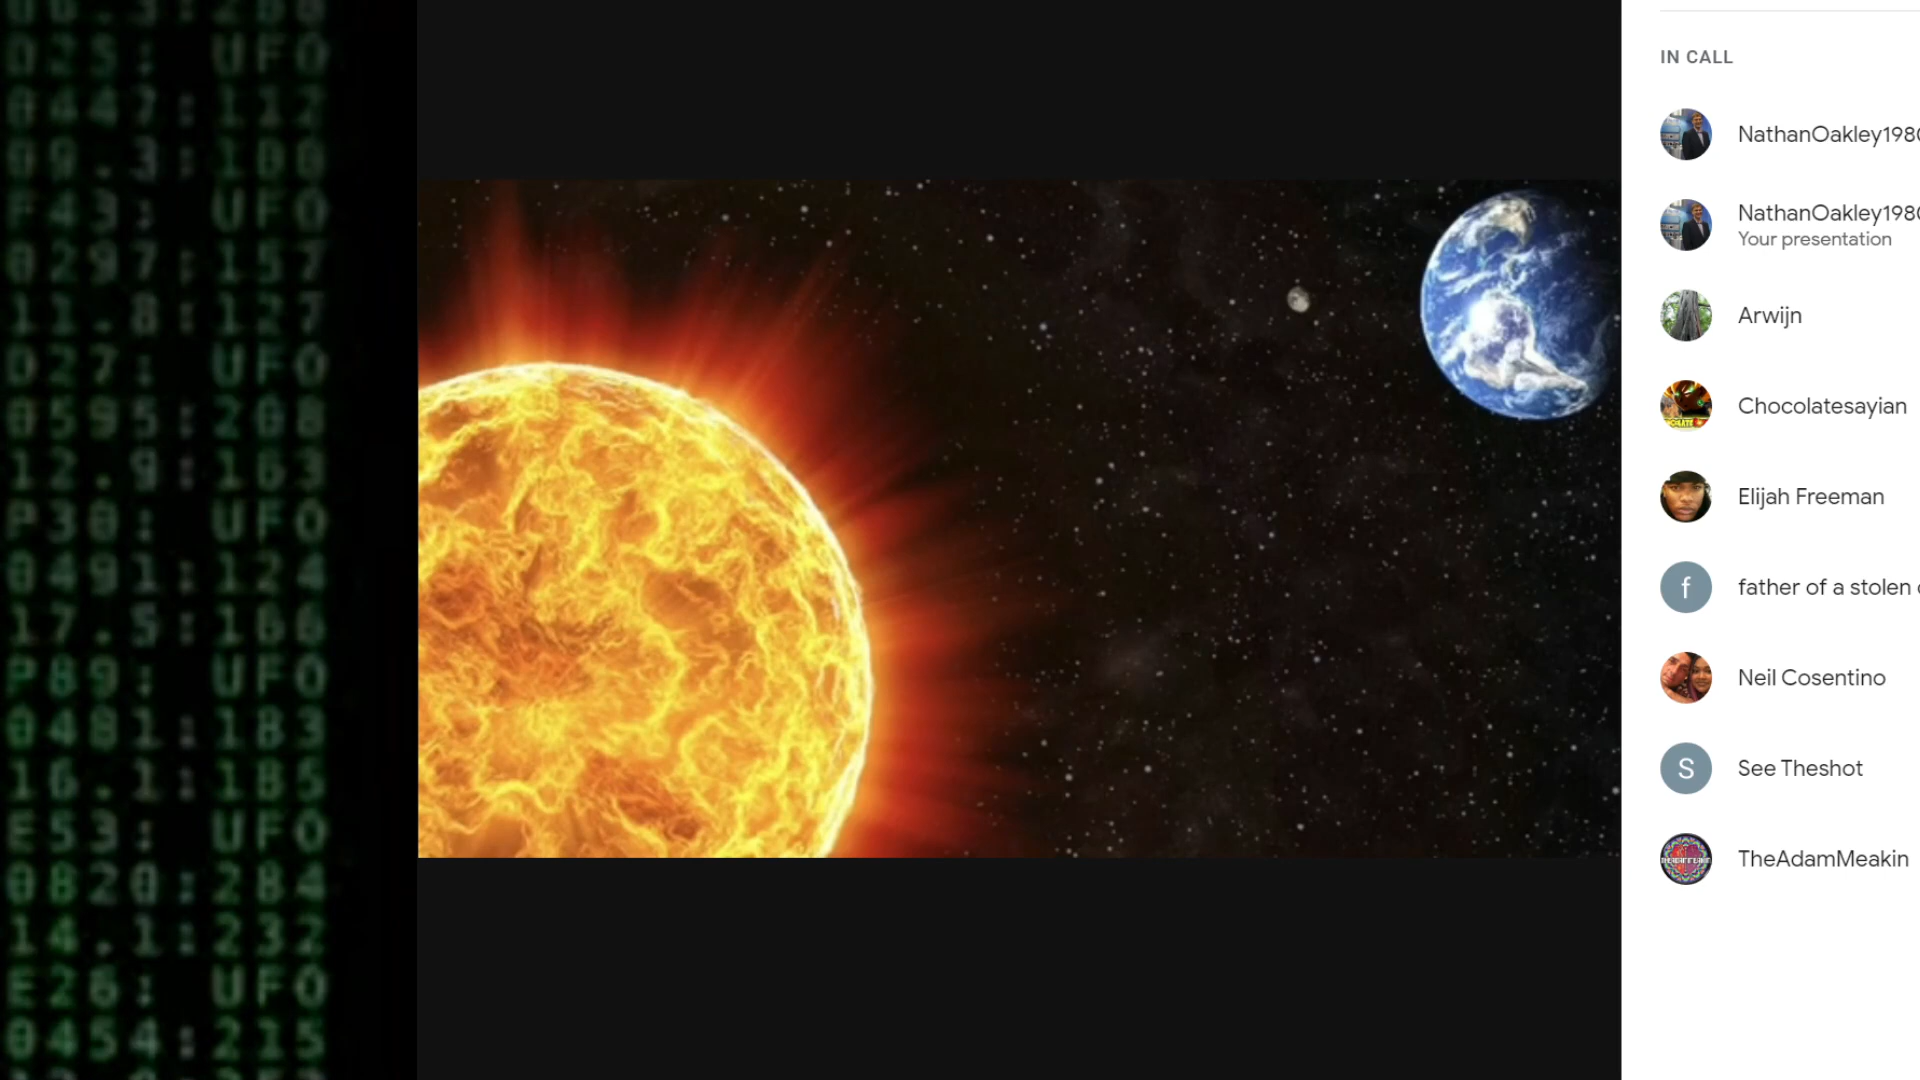 D25: UFO
0447:112
09.3:100
F43: UFO
0297:157
11.8:127
D27: UFO
0595:208
12.9:163
P30: UFO
0491:124
17.5:166
P89: UFO
0481:183
16.1:185
E53: UFO
0820:284
14.1:232
E26: UFO
0454:215
IN CALL
NathanOakley1980
NathanOakley1980
Your presentation
Arwijn
Chocolatesayian
Elijah Freeman
f
father of a stolen
Neil Cosentino
S
See Theshot
TheAdamMeakin